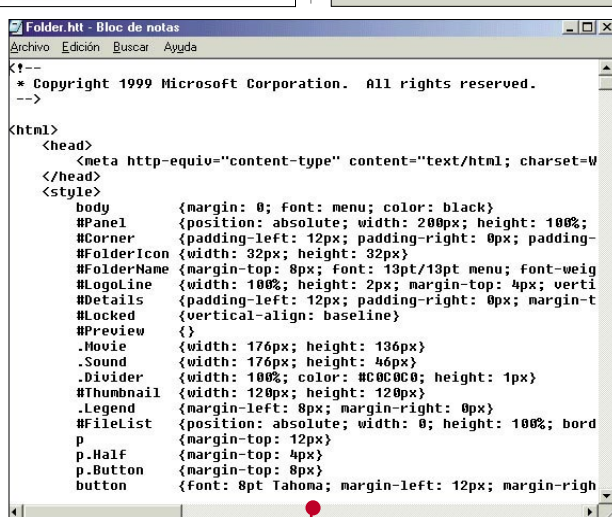 Folder.htt - Bloc de notas
Archivo Edición Buscar Ayuda
<!--
 * Copyright 1999 Microsoft Corporation.  All rights reserved.
 -->
<html>
    <head>
        <meta http-equiv="content-type" content="text/html; charset=W
    </head>
    <style>
        body        {margin: 0; font: menu; color: black}
        #Panel      {position: absolute; width: 200px; height: 100%;
        #Corner     {padding-left: 12px; padding-right: 0px; padding-
        #FolderIcon {width: 32px; height: 32px}
        #FolderName {margin-top: 8px; font: 13pt/13pt menu; font-weig
        #LogoLine   {width: 100%; height: 2px; margin-top: 4px; verti
        #Details    {padding-left: 12px; padding-right: 0px; margin-t
        #Locked     {vertical-align: baseline}
        #Preview    {}
        .Movie      {width: 176px; height: 136px}
        .Sound      {width: 176px; height: 46px}
        .Divider    {width: 100%; color: #C0C0C0; height: 1px}
        #Thumbnail  {width: 120px; height: 120px}
        .Legend     {margin-left: 8px; margin-right: 0px}
        #FileList   {position: absolute; width: 0; height: 100%; bord
        p           {margin-top: 12px}
        p.Half      {margin-top: 4px}
        p.Button    {margin-top: 8px}
        button      {font: 8pt Tahoma; margin-left: 12px; margin-righ